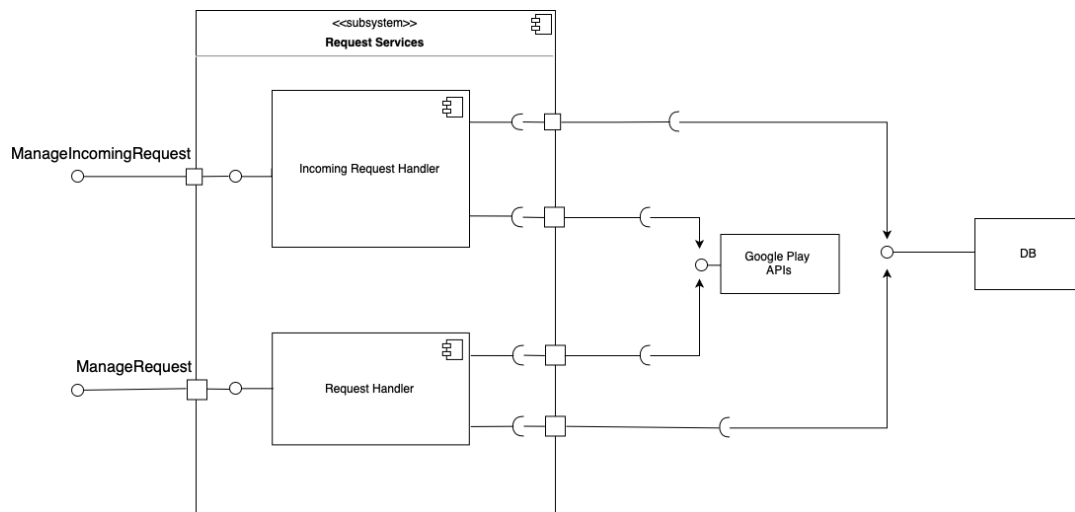 <<subsystem>>
Request Services
ManageIncomingRequest
Incoming Request Handler
Google Play
APIs
DB
ManageRequest
Request Handler